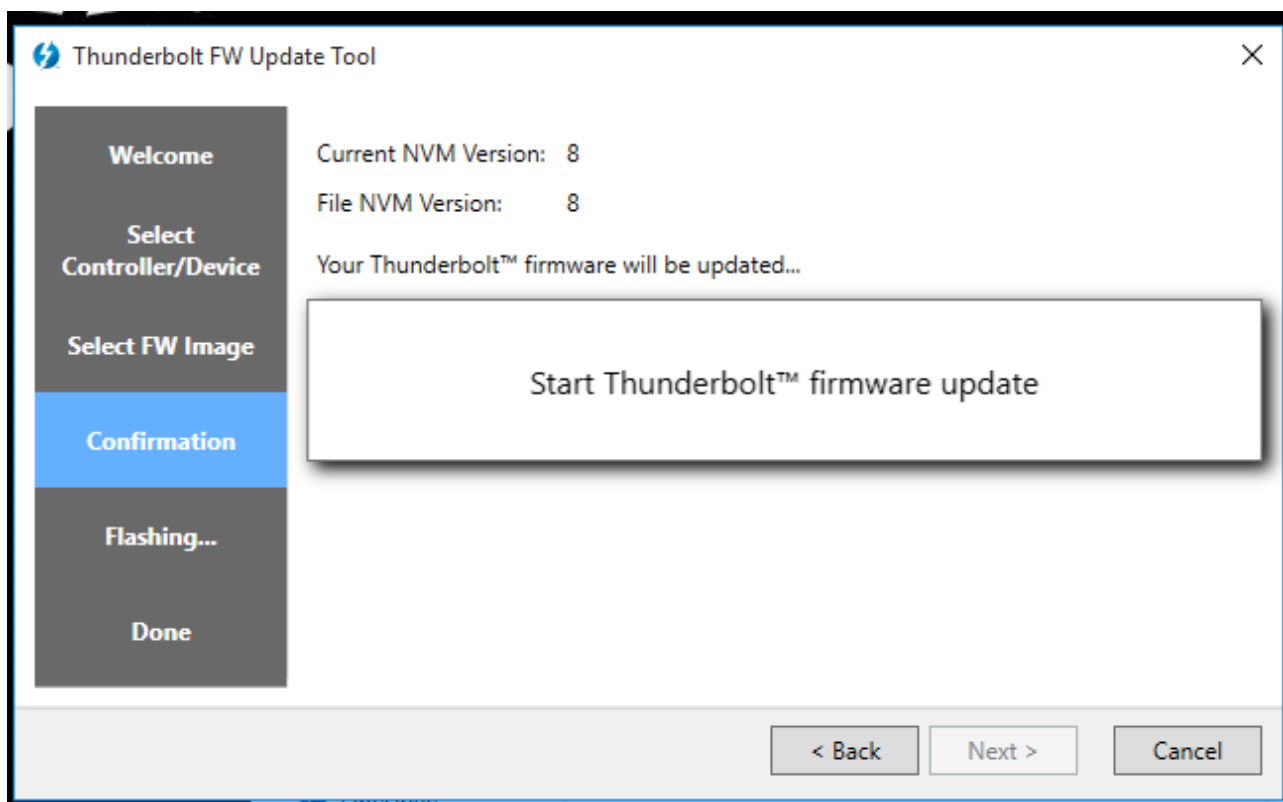 Thunderbolt FW Update Tool
Welcome
Select
Controller/Device
Select FW Image
Confirmation
Flashing...
Done
Current NVM Version: 8
File NVM Version: 8
Your Thunderbolt™ firmware will be updated...
Start Thunderbolt™ firmware update
< Back
Next >
Cancel